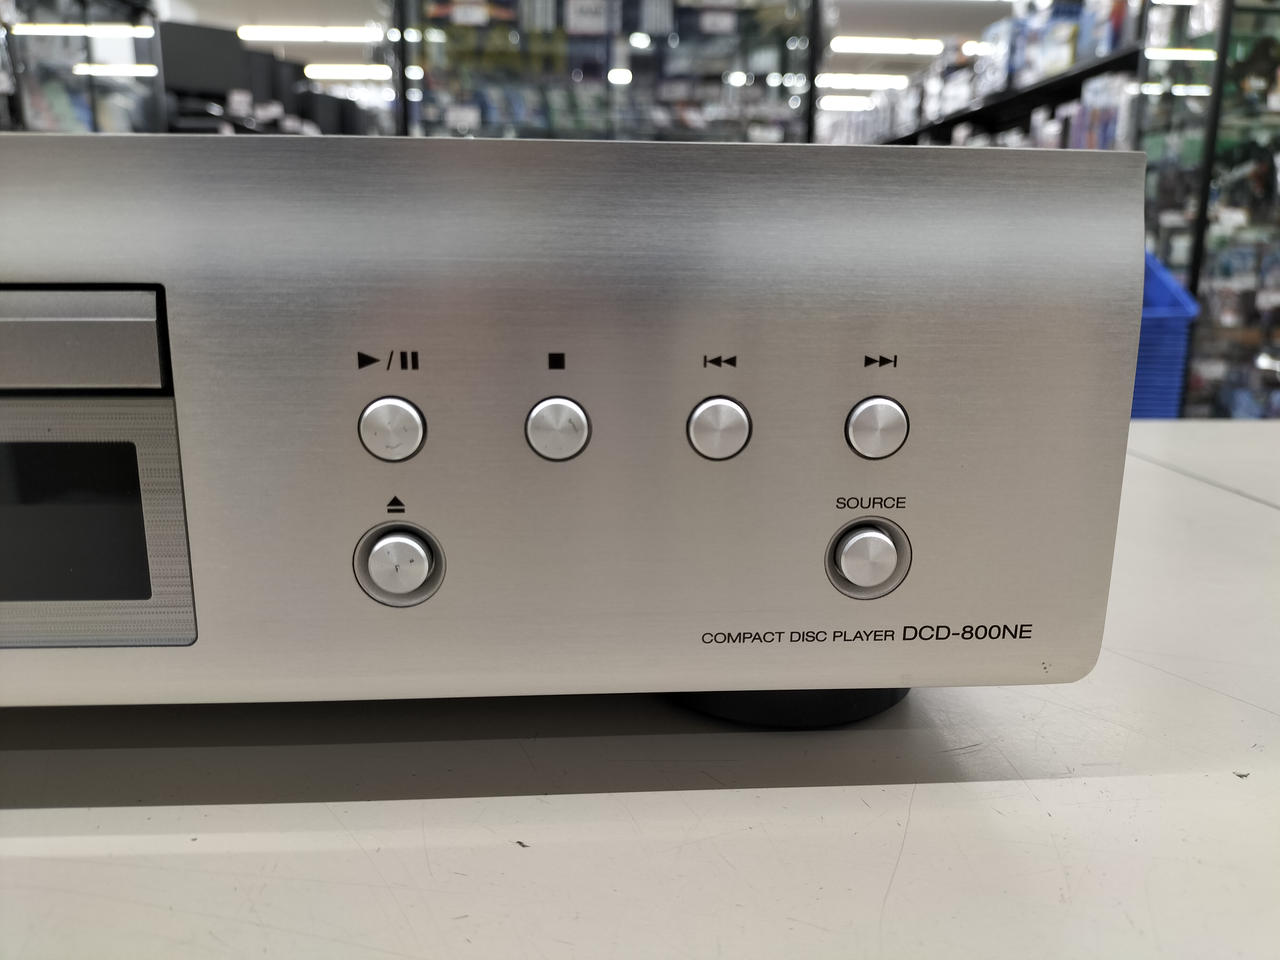 SOURCE
COMPACT DISC PLAYER DCD-800NE